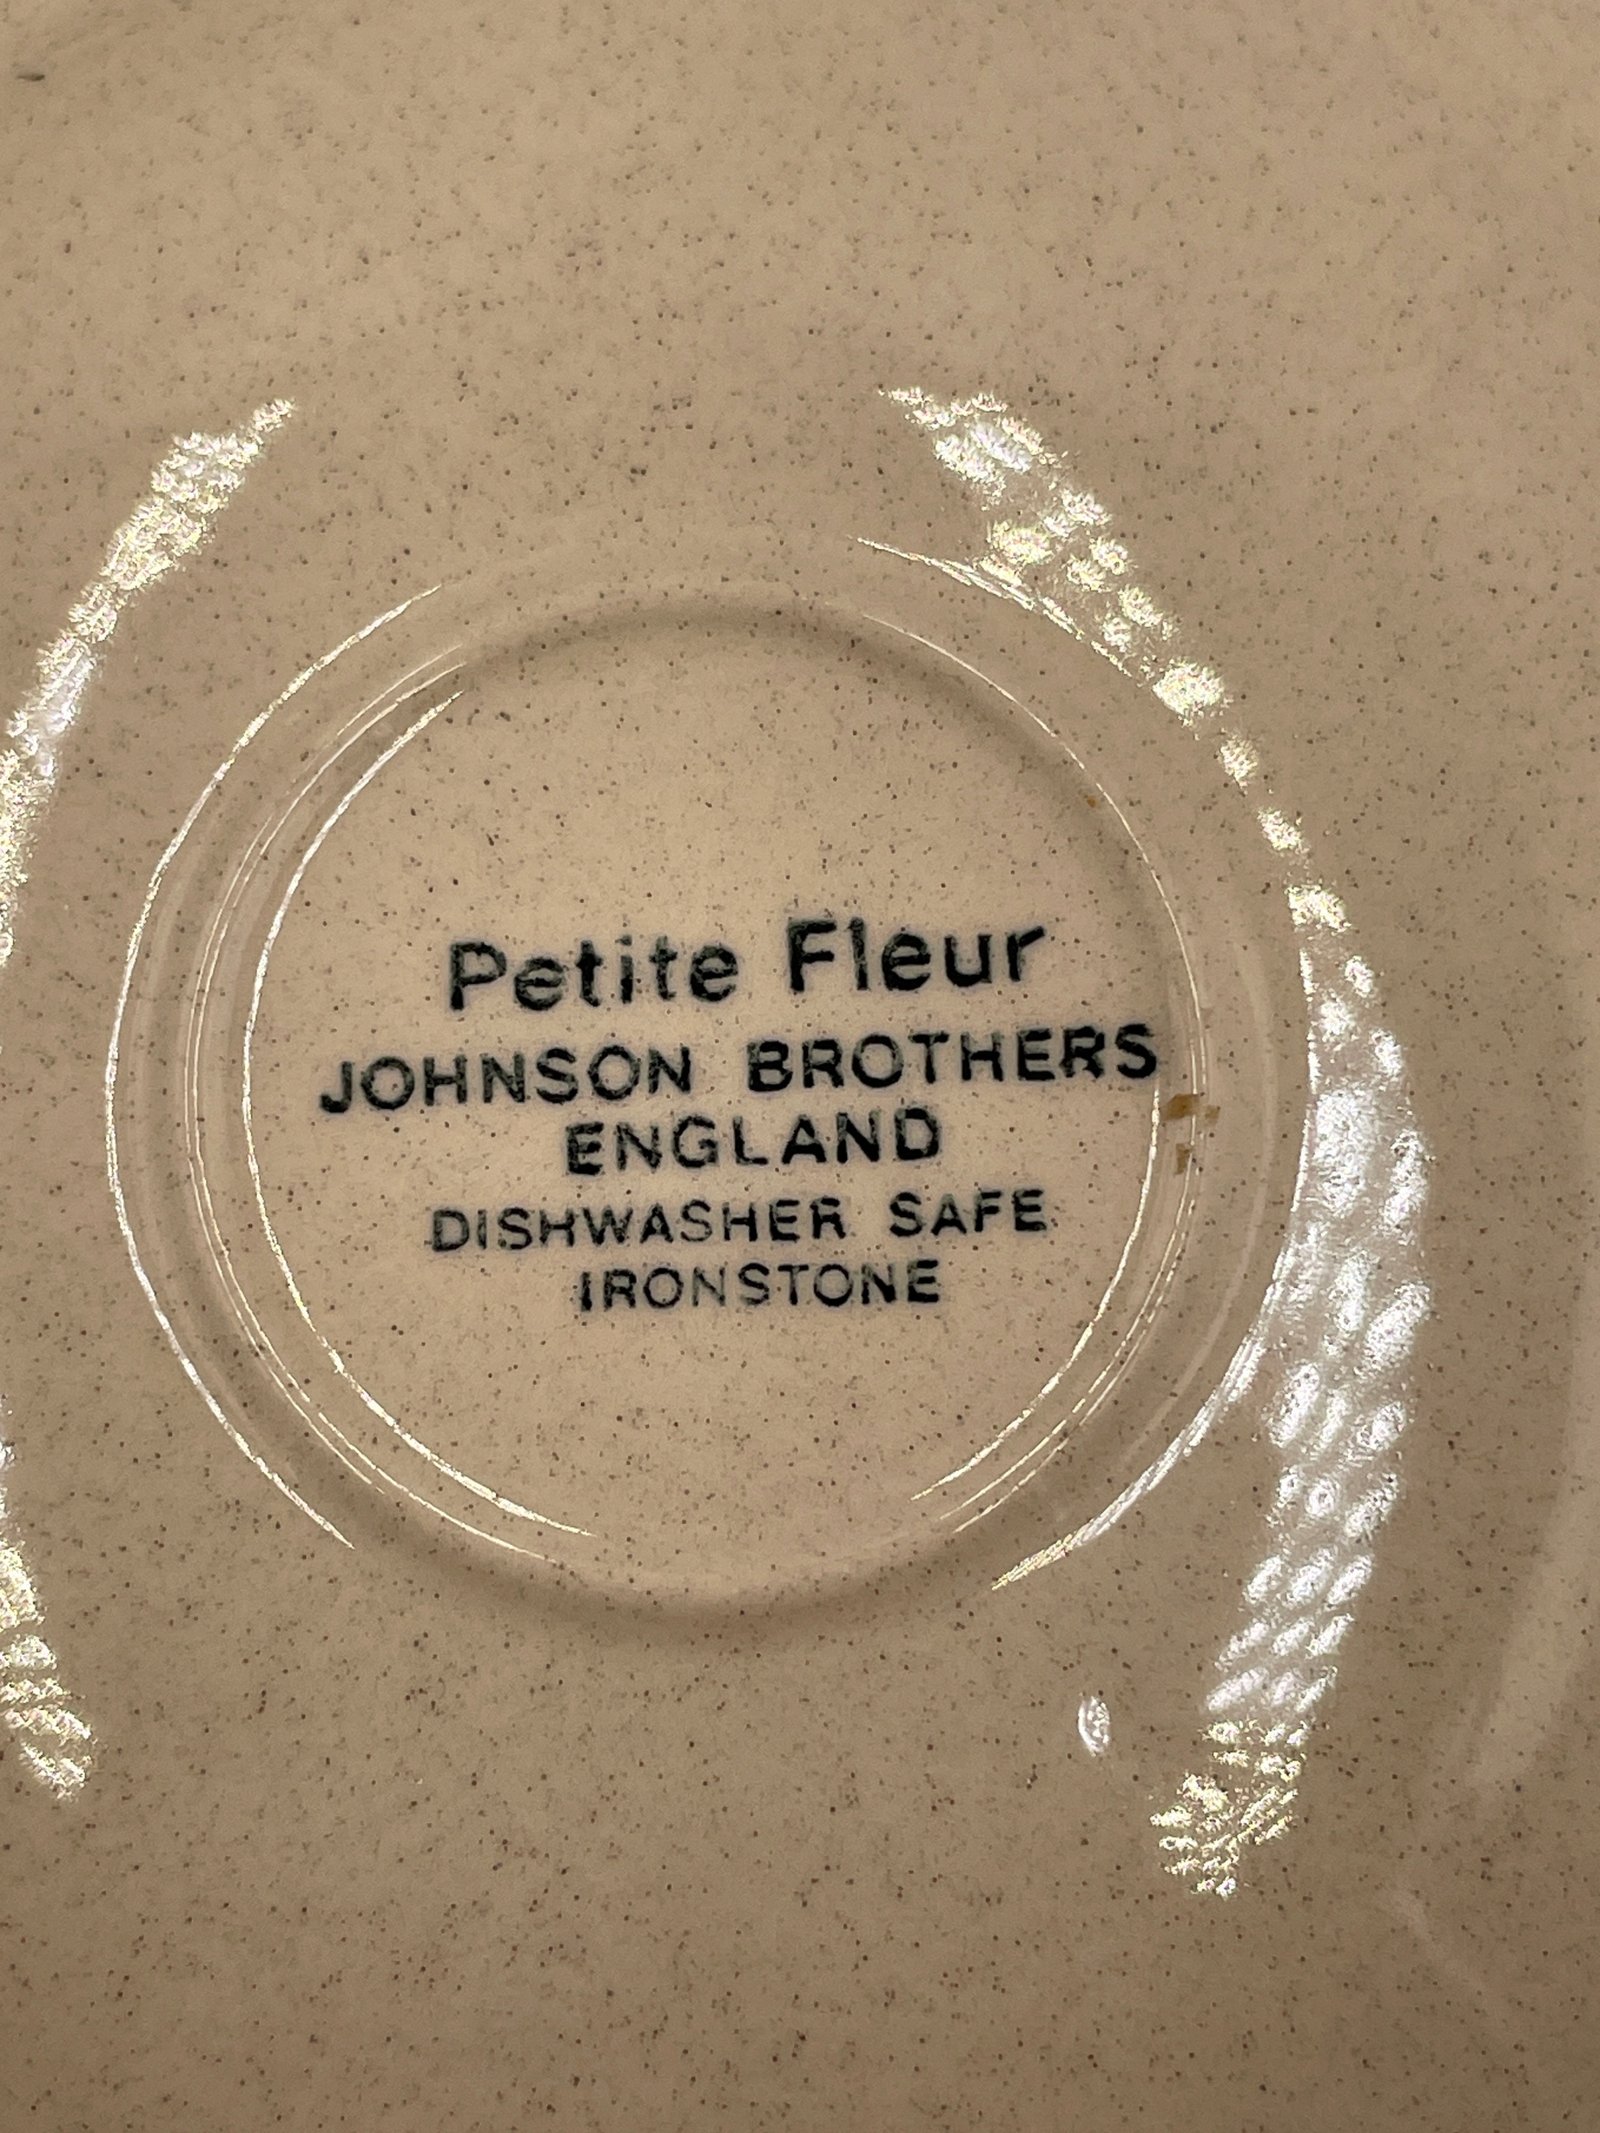 Petite Fleur
JOHNSON BROTHERS
ENGLAND
DISHWASHER SAFE
IRONSTONE